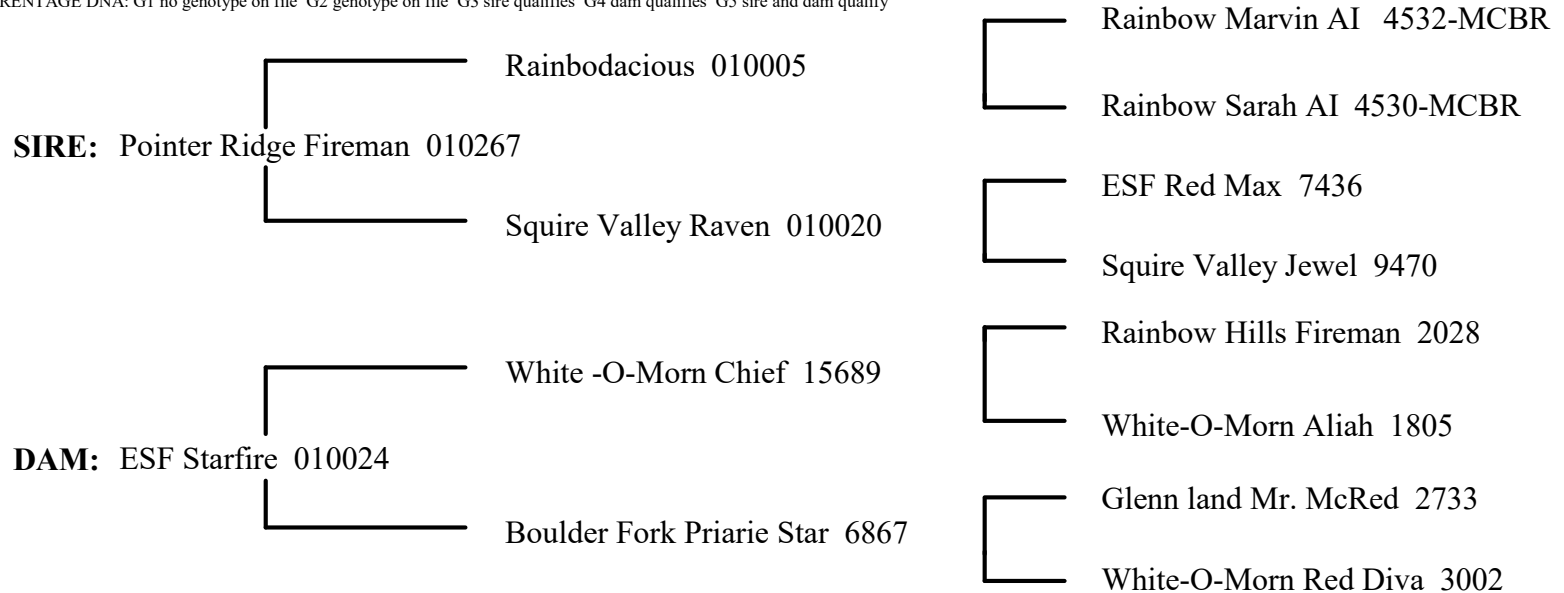 RENTAGE DNA: G1 no genotype on file G2 genotype on file G3 sire qualifies G4 dam qualifies G5 sire and dam qualify
Rainbow Marvin AI 4532-MCBR
Rainbodacious 010005
Rainbow Sarah AI 4530-MCBR
SIRE: Pointer Ridge Fireman 010267
ESF Red Max 7436
Squire Valley Raven 010020
Squire Valley Jewel 9470
Rainbow Hills Fireman 2028
White -O-Morn Chief 15689
White-O-Morn Aliah 1805
DAM: ESF Starfire 010024
Glenn land Mr. McRed 2733
Boulder Fork Priarie Star 6867
White-O-Morn Red Diva 3002